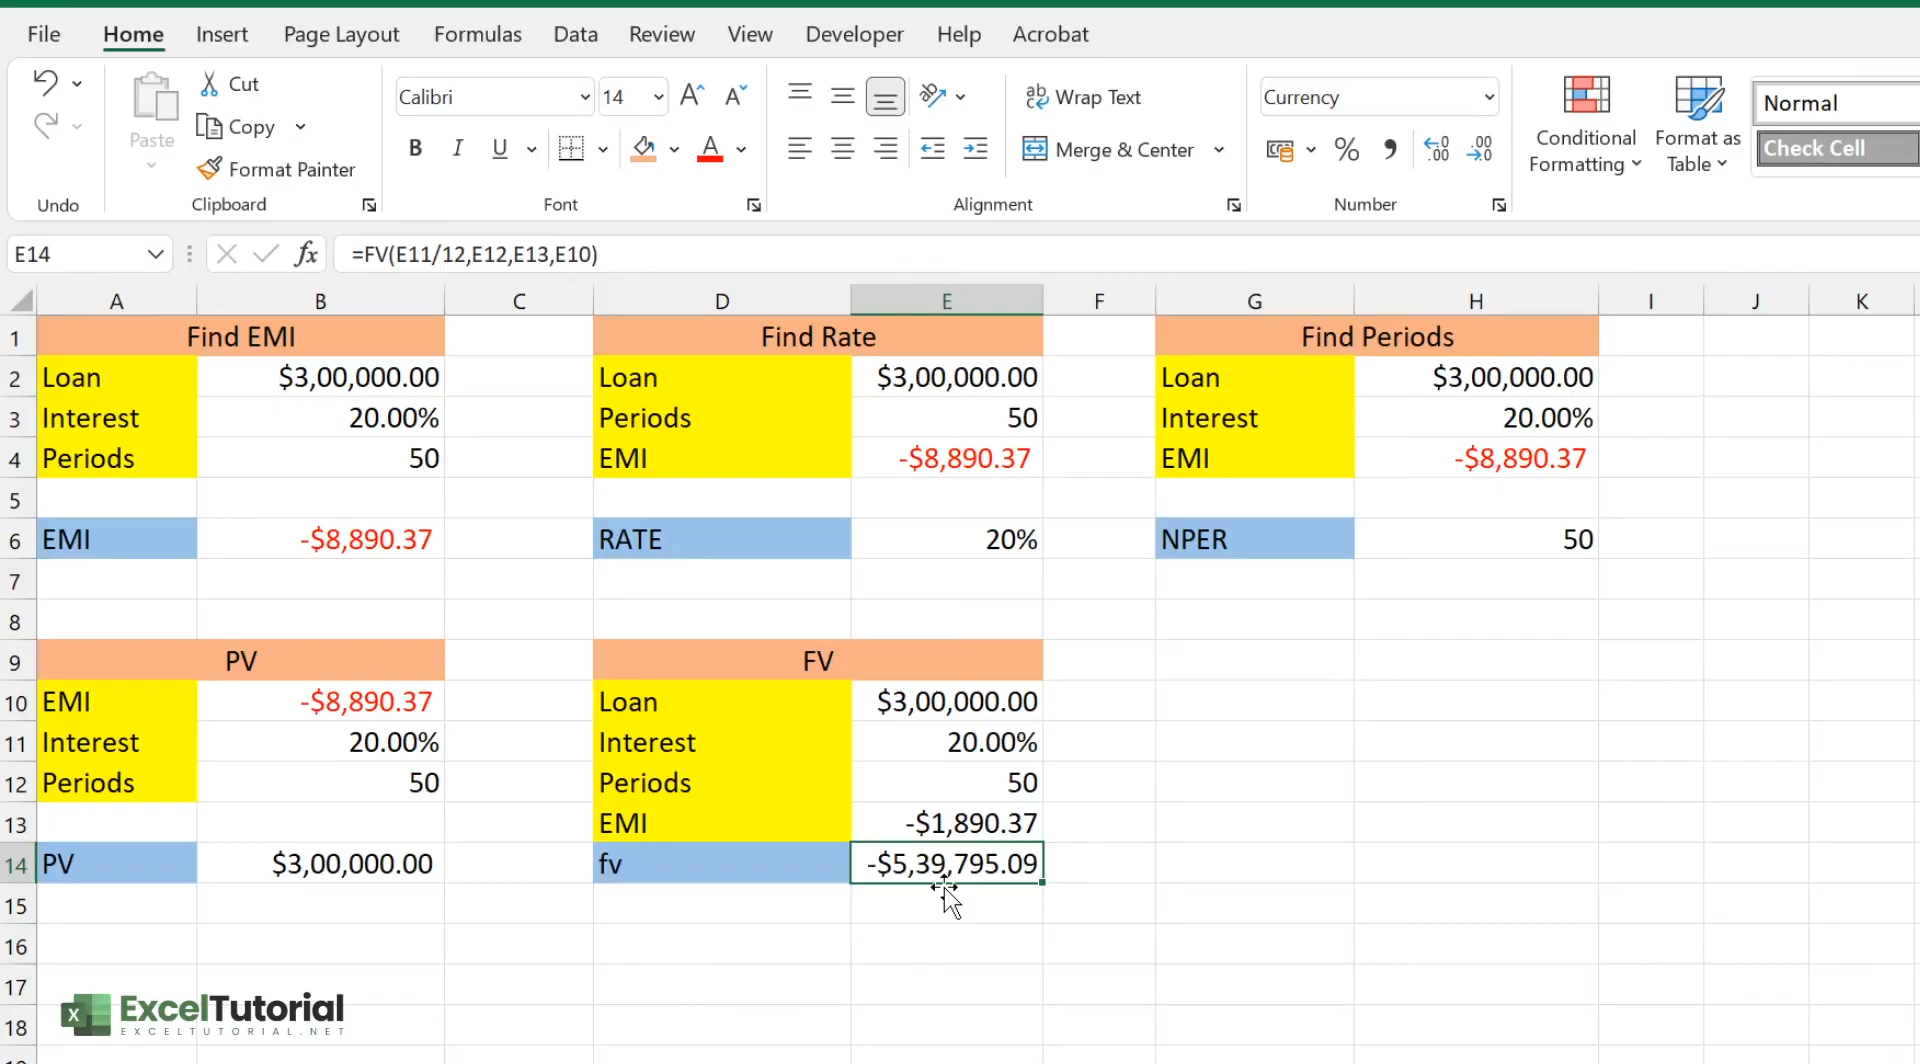 File Home Insert Page Layout Formulas Data Review View Developer Help Acrobat
Paste
Cut
Copy
Format Painter
Calibri 14
B I U A
ab Wrap Text
Merge & Center
Currency
% .00 .00
Conditional Formatting
Format as Table
Normal
Check Cell
Undo Clipboard Font Alignment Number
E14 fx =FV(E11/12,E12,E13,E10)
A B C D E F G H I J K
1 Find EMI Find Rate Find Periods
2 Loan $3,00,000.00 Loan $3,00,000.00 Loan $3,00,000.00
3 Interest 20.00% Periods 50 Interest 20.00%
4 Periods 50 EMI -$8,890.37 EMI -$8,890.37
5
6 EMI -$8,890.37 RATE 20% NPER 50
7
8
9 PV FV
10 EMI -$8,890.37 Loan $3,00,000.00
11 Interest 20.00% Interest 20.00%
12 Periods 50 Periods 50
13 EMI -$1,890.37
14 PV $3,00,000.00 fv -$5,39,795.09
15
16
17
X ExcelTutorial
EXCELTUTORIAL.NET
18